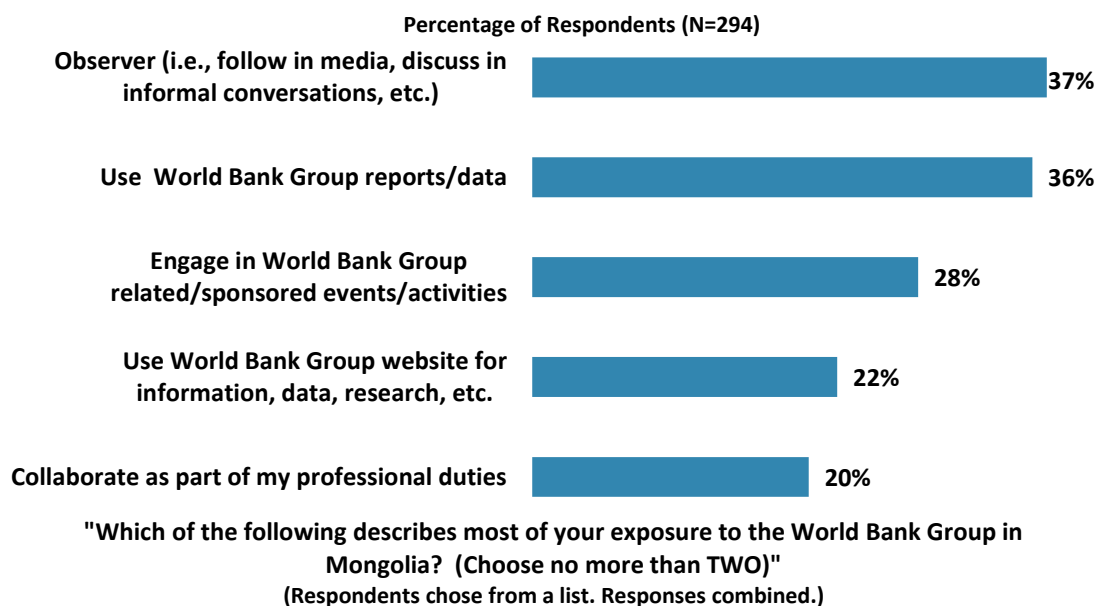 Percentage of Respondents (N=294)
Observer (i.e., follow in media, discuss in
informal conversations, etc.)
37%
Use  World Bank Group reports/data
36%
Engage in World Bank Group
related/sponsored events/activities
28%
Use World Bank Group website for
information, data, research, etc.
22%
Collaborate as part of my professional duties
20%
"Which of the following describes most of your exposure to the World Bank Group in
Mongolia?  (Choose no more than TWO)"
(Respondents chose from a list. Responses combined.)